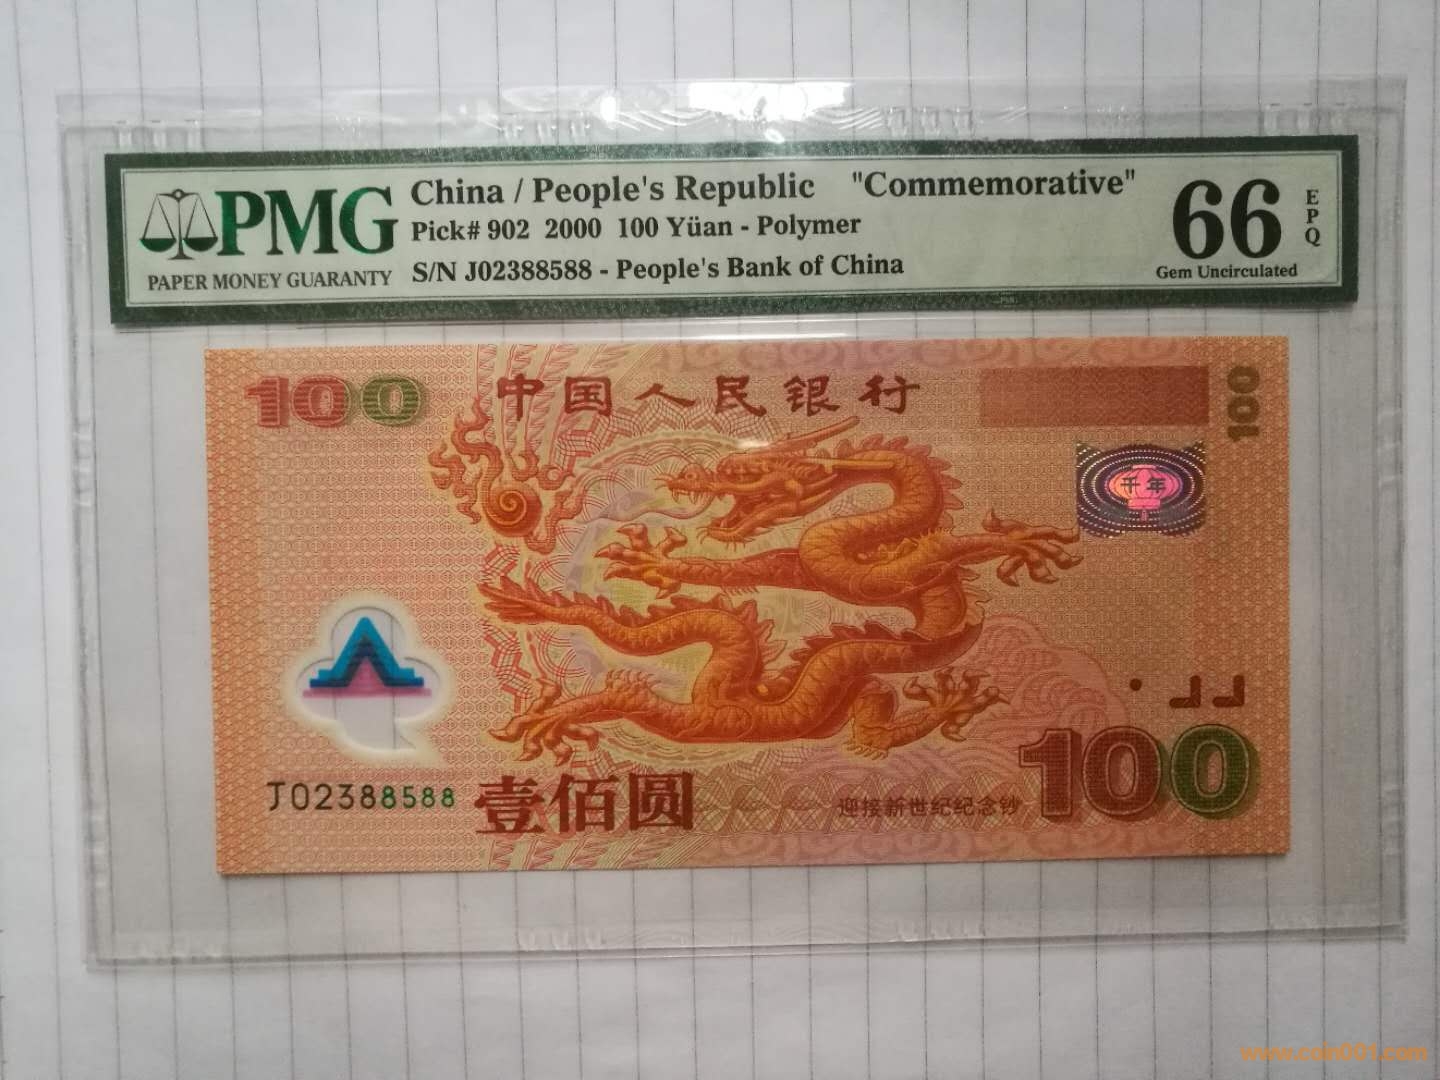 PMG
PAPER MONEY GUARANTY
China / People's Republic "Commemorative"
Pick# 902 2000 100 Yüan - Polymer
S/N J02388588 - People's Bank of China
66
EPQ
Gem Uncirculated
100
中国人民银行
100
千年
J02388588
壹佰圆
迎接新世纪纪念钞
100
www.coin001.com